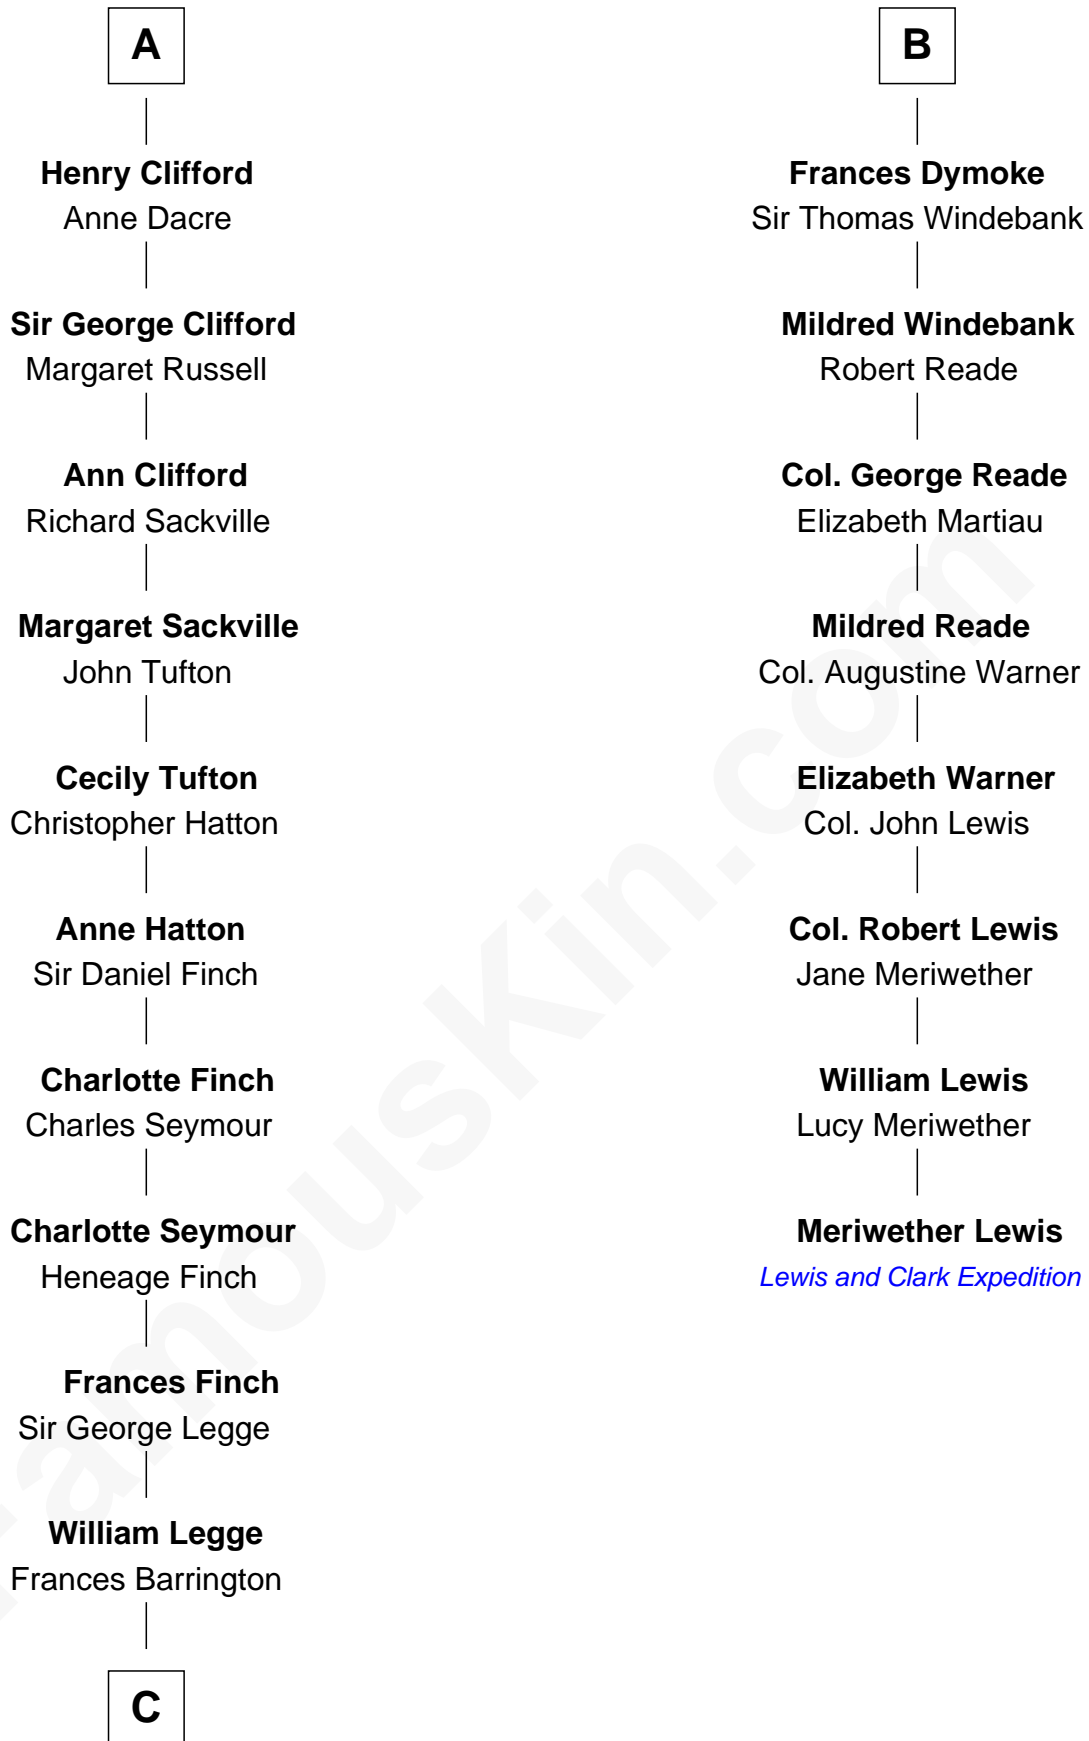 A
Henry Clifford
Anne Dacre
Sir George Clifford
Margaret Russell
Ann Clifford
Richard Sackville
Margaret Sackville
John Tufton
Cecily Tufton
Christopher Hatton
Anne Hatton
Sir Daniel Finch
Charlotte Finch
Charles Seymour
Charlotte Seymour
Heneage Finch
Frances Finch
Sir George Legge
William Legge
Frances Barrington
C
B
Frances Dymoke
Sir Thomas Windebank
Mildred Windebank
Robert Reade
Col. George Reade
Elizabeth Martiau
Mildred Reade
Col. Augustine Warner
Elizabeth Warner
Col. John Lewis
Col. Robert Lewis
Jane Meriwether
William Lewis
Lucy Meriwether
Meriwether Lewis
Lewis and Clark Expedition
FamousKin.com